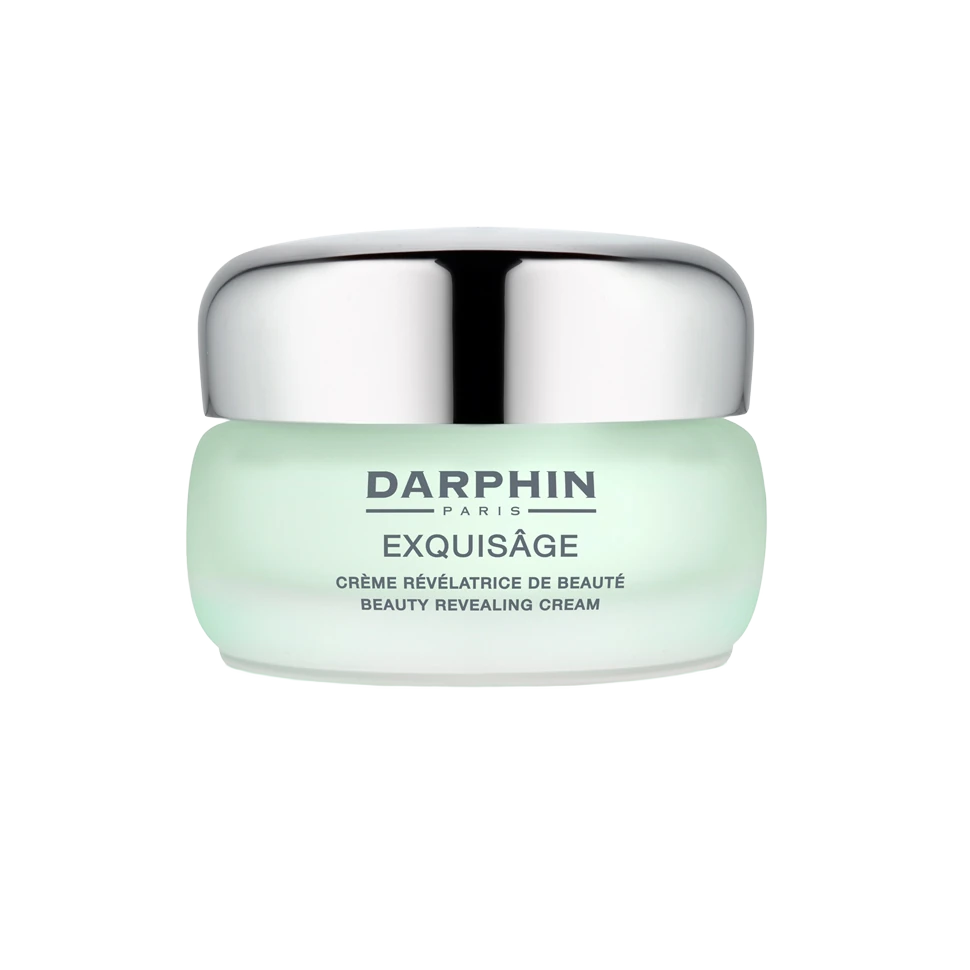 DARPHIN
PARIS
EXQUISÂGE
CRÈME RÉVÉLATRICE DE BEAUTÉ
BEAUTY REVEALING CREAM